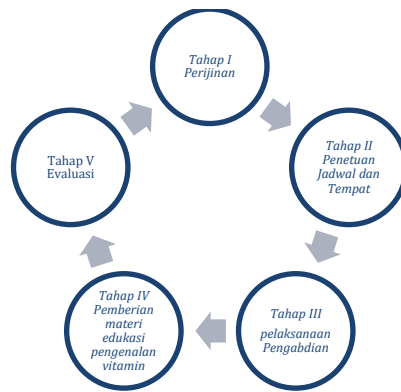 Tahap I
Perijinan
Tahap II
Penetuan
Jadwal dan
Tempat
Tahap III
pelaksanaan
Pengabdian
Tahap IV
Pemberian
materi
edukasi
pengenalan
vitamin
Tahap V
Evaluasi